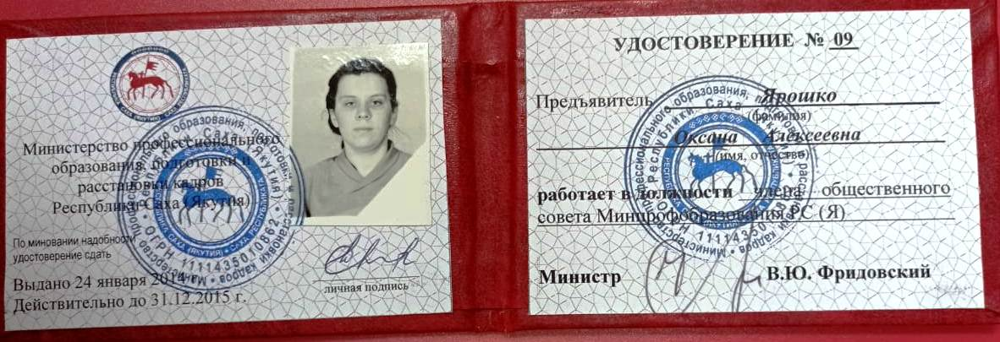 Министерство профессионального
образования, подготовки и
расстановки кадров
Республики Саха (Якутия)
По миновании надобности
удостоверение сдать
Выдано 24 января 2014 г.
Действительно до 31.12.2015 г.
личная подпись
УДОСТОВЕРЕНИЕ № 09
Предъявитель Ярошко
(фамилия)
Оксана Алексеевна
(имя, отчество)
работает в должности члена общественного
совета Минпрофобразования РС (Я)
Министр В.Ю. Фридовский